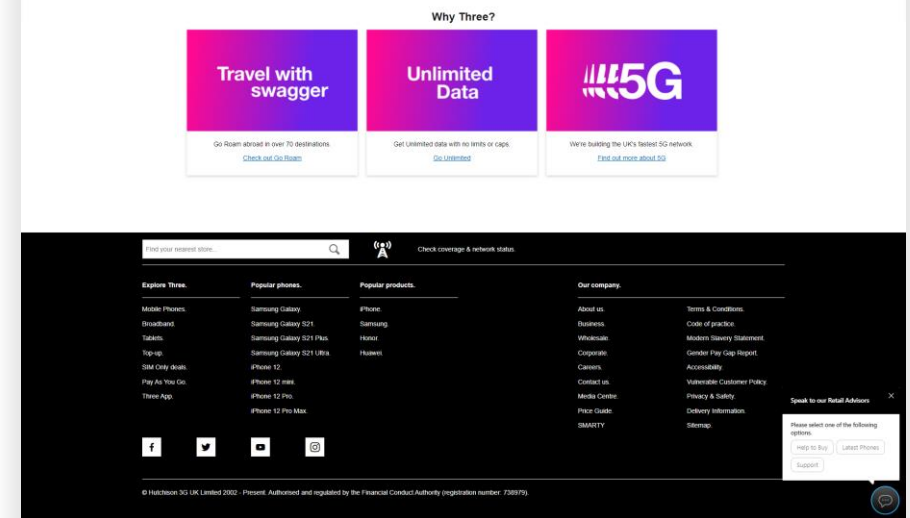 Why Three?
Travel with
swagger
Unlimited
Data
5G
Go Roam abroad in over 70 destinations.
Check out Go Roam
Get Unlimited data with no limits or caps.
Go Unlimited
We're building the UK's fastest 5G network.
Find out more about 5G
Find your nearest store...
Check coverage & network status.
Explore Three.
Mobile Phones.
Broadband.
Tablets.
Top-up.
SIM Only deals.
Pay As You Go.
Three App.
Popular phones.
Samsung Galaxy.
Samsung Galaxy S21.
Samsung Galaxy S21 Plus.
Samsung Galaxy S21 Ultra.
iPhone 12.
iPhone 12 mini.
iPhone 12 Pro.
iPhone 12 Pro Max.
Popular products.
iPhone.
Samsung.
Honor.
Huawei.
Our company.
About us.
Business.
Wholesale.
Corporate.
Careers.
Contact us.
Media Centre.
Price Guide.
SMARTY
Terms & Conditions.
Code of practice.
Modern Slavery Statement.
Gender Pay Gap Report.
Accessibility.
Vulnerable Customer Policy.
Privacy & Safety.
Delivery Information.
Sitemap.
© Hutchison 3G UK Limited 2002 - Present. Authorised and regulated by the Financial Conduct Authority (registration number: 738979).
Speak to our Retail Advisors
Please select one of the following
options.
Help to Buy
Latest Phones
Support